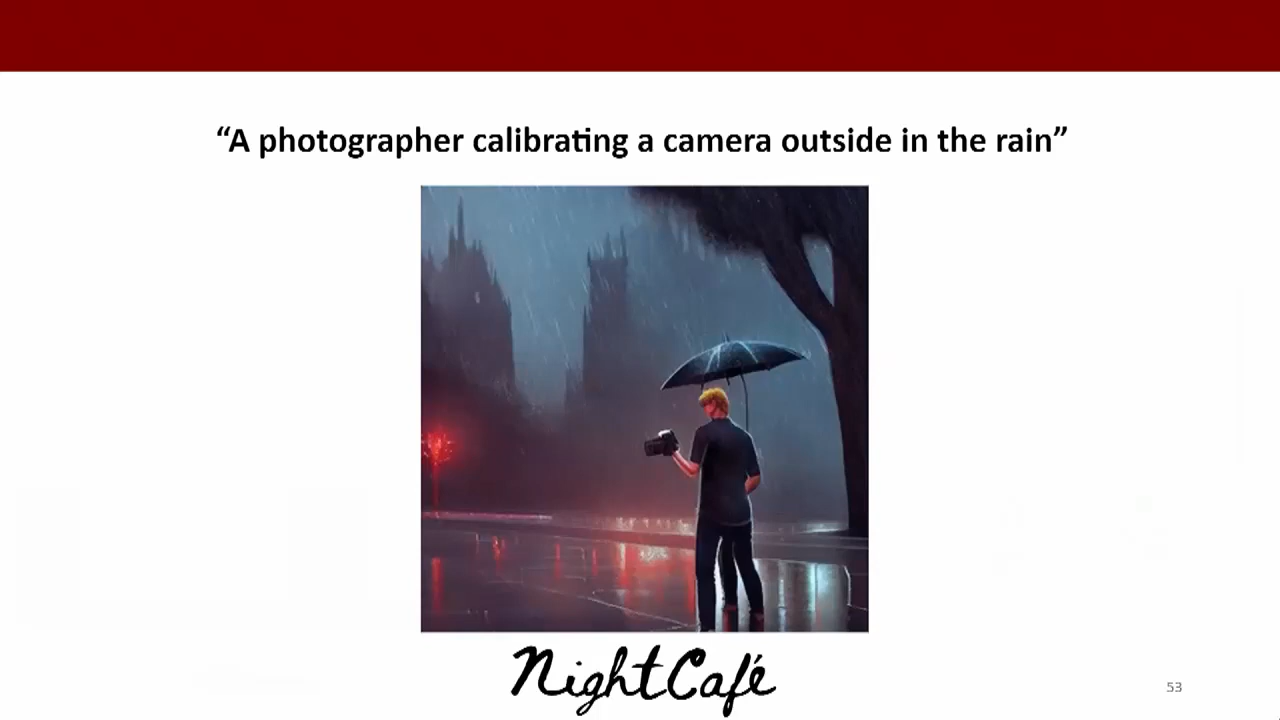 “A photographer calibrating a camera outside in the rain”
NightCafé
53